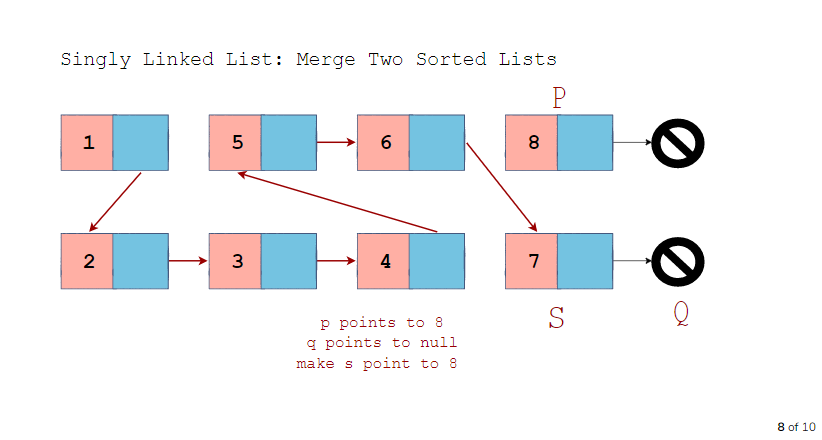 Singly Linked List: Merge Two Sorted Lists
P
1 5 6 8
2 3 4 7
S Q
p points to 8
q points to null
make s point to 8
8 of 10